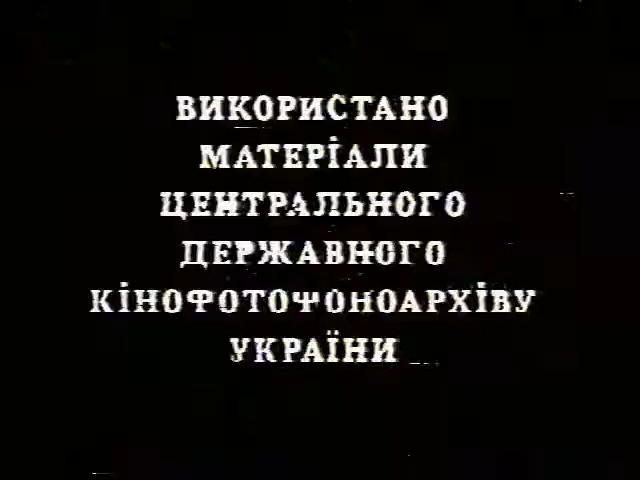 ВИКОРИСТАНО
МАТЕРІАЛИ
ЦЕНТРАЛЬНОГО
ДЕРЖАВНОГО
КІНОФОТОФОНОАРХІВУ
УКРАЇНИ